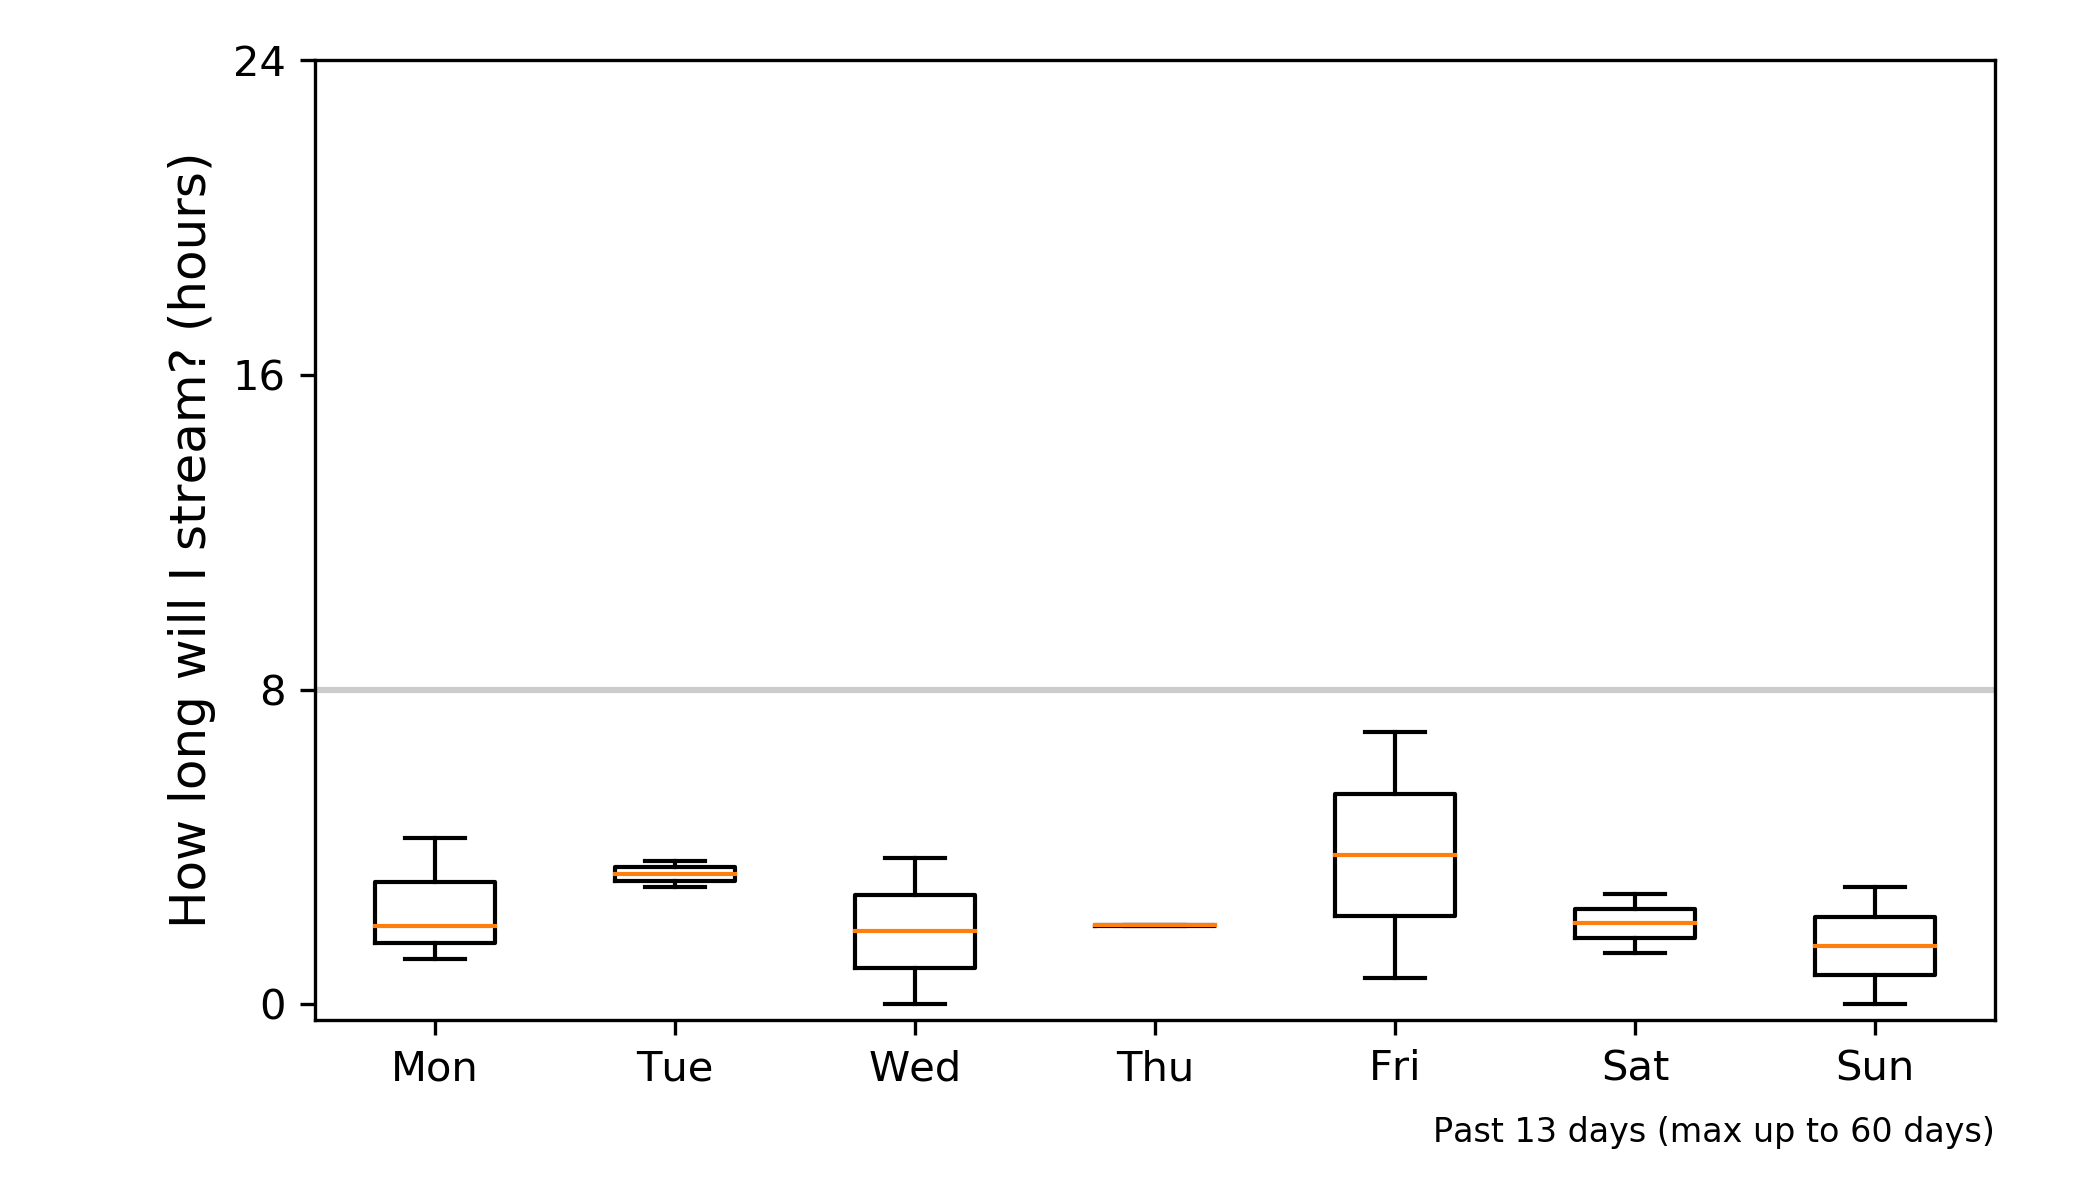 How long will I stream? (hours)
24
16
8
0
Mon Tue Wed Thu Fri Sat Sun
Past 13 days (max up to 60 days)